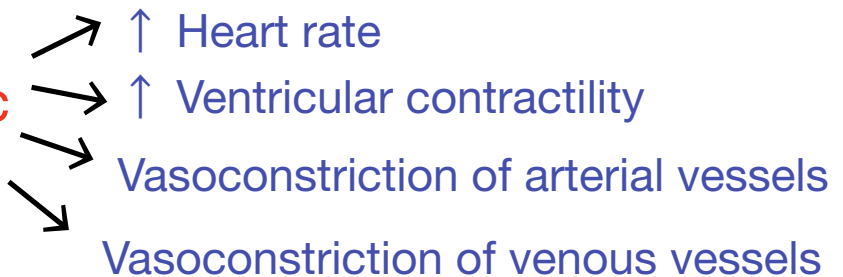 ↑ Heart rate
↑ Ventricular contractility
c
Vasoconstriction of arterial vessels
Vasoconstriction of venous vessels